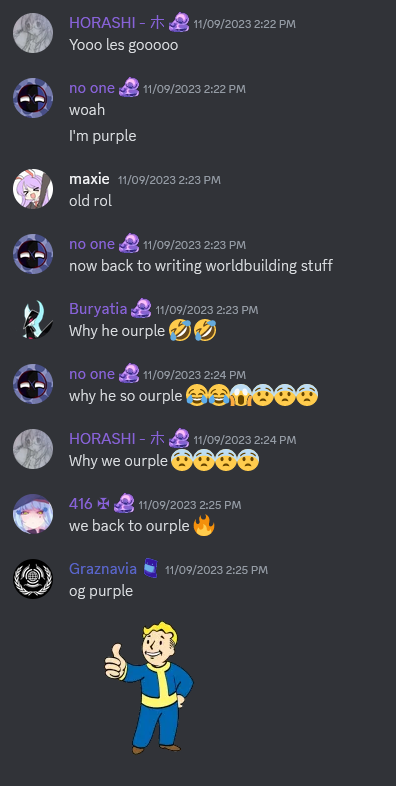 HORASHI - ホ 11/09/2023 2:22 PM
Yooo les gooooo
no one 11/09/2023 2:22 PM
woah
I'm purple
maxie 11/09/2023 2:23 PM
old rol
no one 11/09/2023 2:23 PM
now back to writing worldbuilding stuff
Buryatia 11/09/2023 2:23 PM
Why he ourple 🤣🤣
no one 11/09/2023 2:24 PM
why he so ourple 😂😂😱😨😨😨
HORASHI - ホ 11/09/2023 2:24 PM
Why we ourple 😨😨😨😨
416 ✠ 11/09/2023 2:25 PM
we back to ourple 🔥
Graznavia 11/09/2023 2:25 PM
og purple